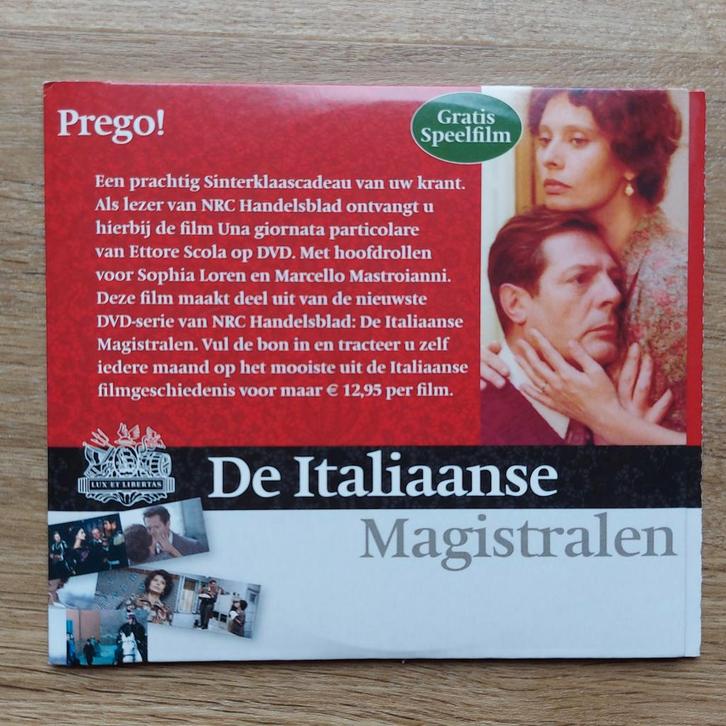 Prego!
Gratis
Speelfilm
Een prachtig Sinterklaascadeau van uw krant.
Als lezer van NRC Handelsblad ontvangt u
hierbij de film Una giornata particolare
van Ettore Scola op DVD. Met hoofdrollen
voor Sophia Loren en Marcello Mastroianni.
Deze film maakt deel uit van de nieuwste
DVD-serie van NRC Handelsblad: De Italiaanse
Magistralen. Vul de bon in en tracteer u zelf
iedere maand op het mooiste uit de Italiaanse
filmgeschiedenis voor maar € 12,95 per film.
LUX ET LIBERTAS
De Italiaanse
Magistralen